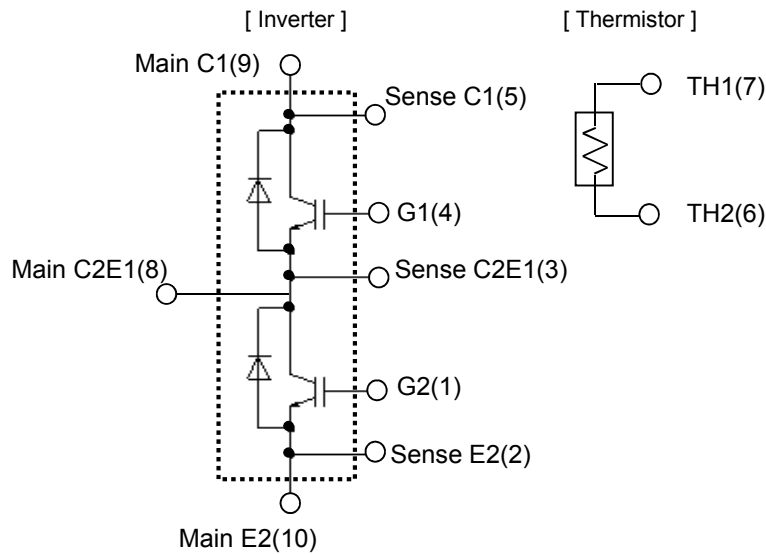 [ Inverter ]
[ Thermistor ]
Main C1(9)
Sense C1(5)
TH1(7)
G1(4)
TH2(6)
Main C2E1(8)
Sense C2E1(3)
G2(1)
Sense E2(2)
Main E2(10)